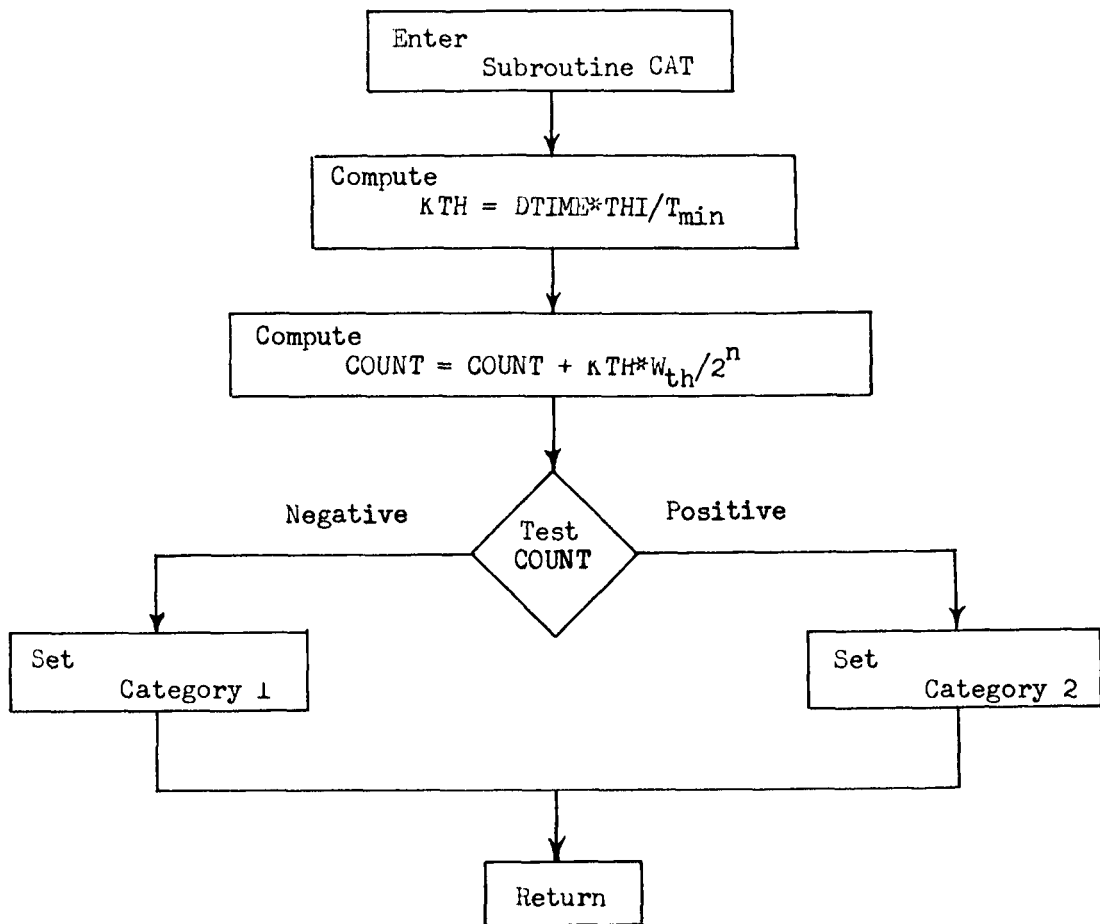 Enter
Subroutine CAT
Compute
KTH = DTIME*THI/T_min
Compute
COUNT = COUNT + KTH*W_th/2^n
Negative
Test
COUNT
Positive
Set
Category 1
Set
Category 2
Return